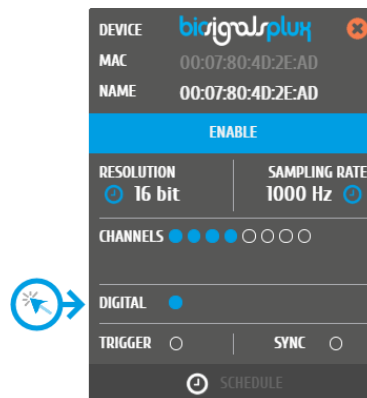 DEVICE biosignalsplux
MAC 00:07:80:4D:2E:AD
NAME 00:07:80:4D:2E:AD
ENABLE
RESOLUTION SAMPLING RATE
16 bit 1000 Hz
CHANNELS
DIGITAL
TRIGGER SYNC
SCHEDULE